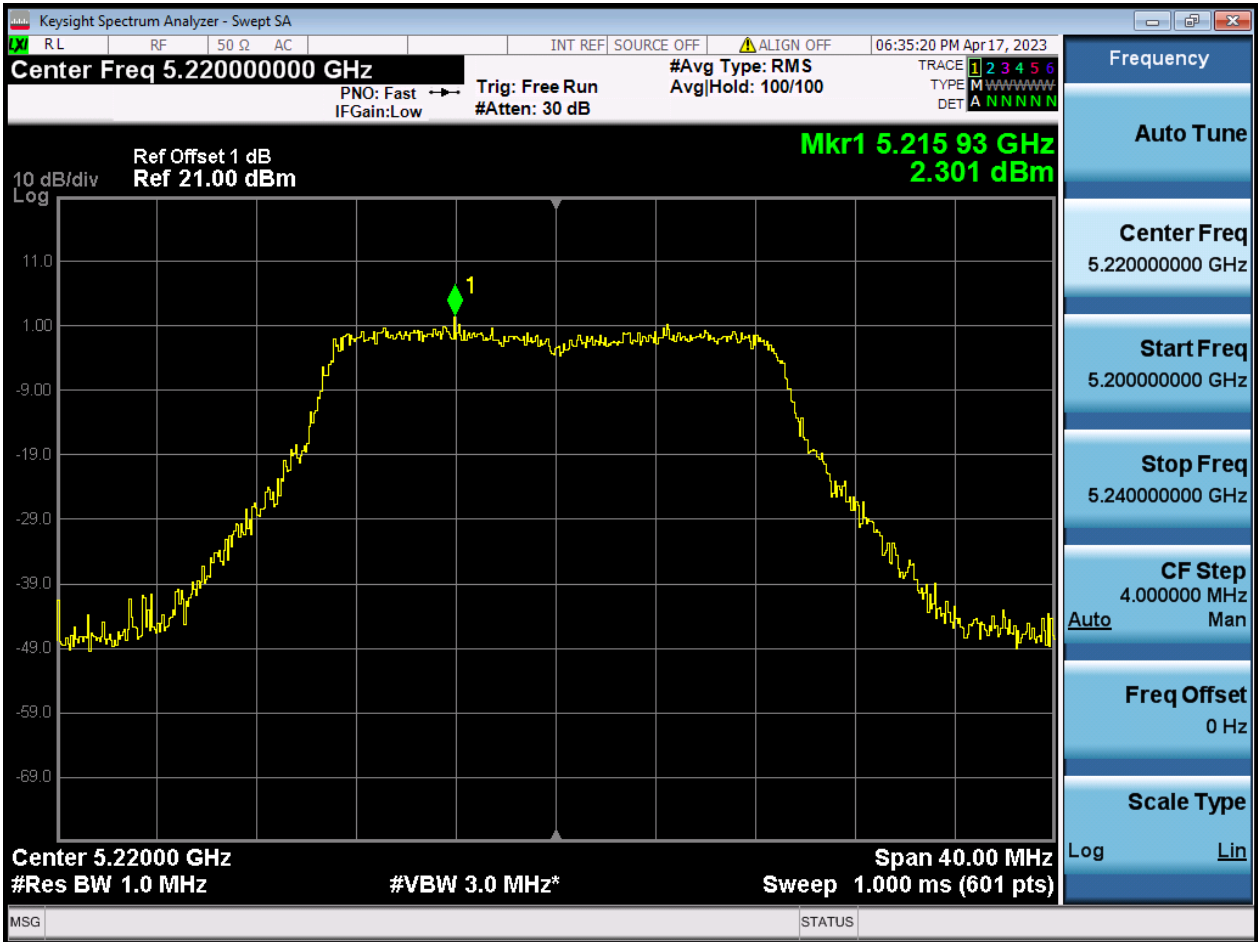 Keysight Spectrum Analyzer - Swept SA
LXI RL RF 50 Ω AC INT REF SOURCE OFF ALIGN OFF 06:35:20 PM Apr 17, 2023
Center Freq 5.220000000 GHz
PNO: Fast
IFGain:Low
Trig: Free Run
#Atten: 30 dB
#Avg Type: RMS
Avg|Hold: 100/100
TRACE 1 2 3 4 5 6
TYPE M WWWWW
DET A N N N N N
Frequency
Auto Tune
Mkr1 5.215 93 GHz
2.301 dBm
Ref Offset 1 dB
10 dB/div Ref 21.00 dBm
Log
11.0
1.00
-9.00
-19.0
-29.0
-39.0
-49.0
-59.0
-69.0
1
Center Freq
5.220000000 GHz
Start Freq
5.200000000 GHz
Stop Freq
5.240000000 GHz
CF Step
4.000000 MHz
Auto Man
Freq Offset
0 Hz
Scale Type
Log Lin
Center 5.22000 GHz Span 40.00 MHz
#Res BW 1.0 MHz #VBW 3.0 MHz* Sweep 1.000 ms (601 pts)
MSG STATUS